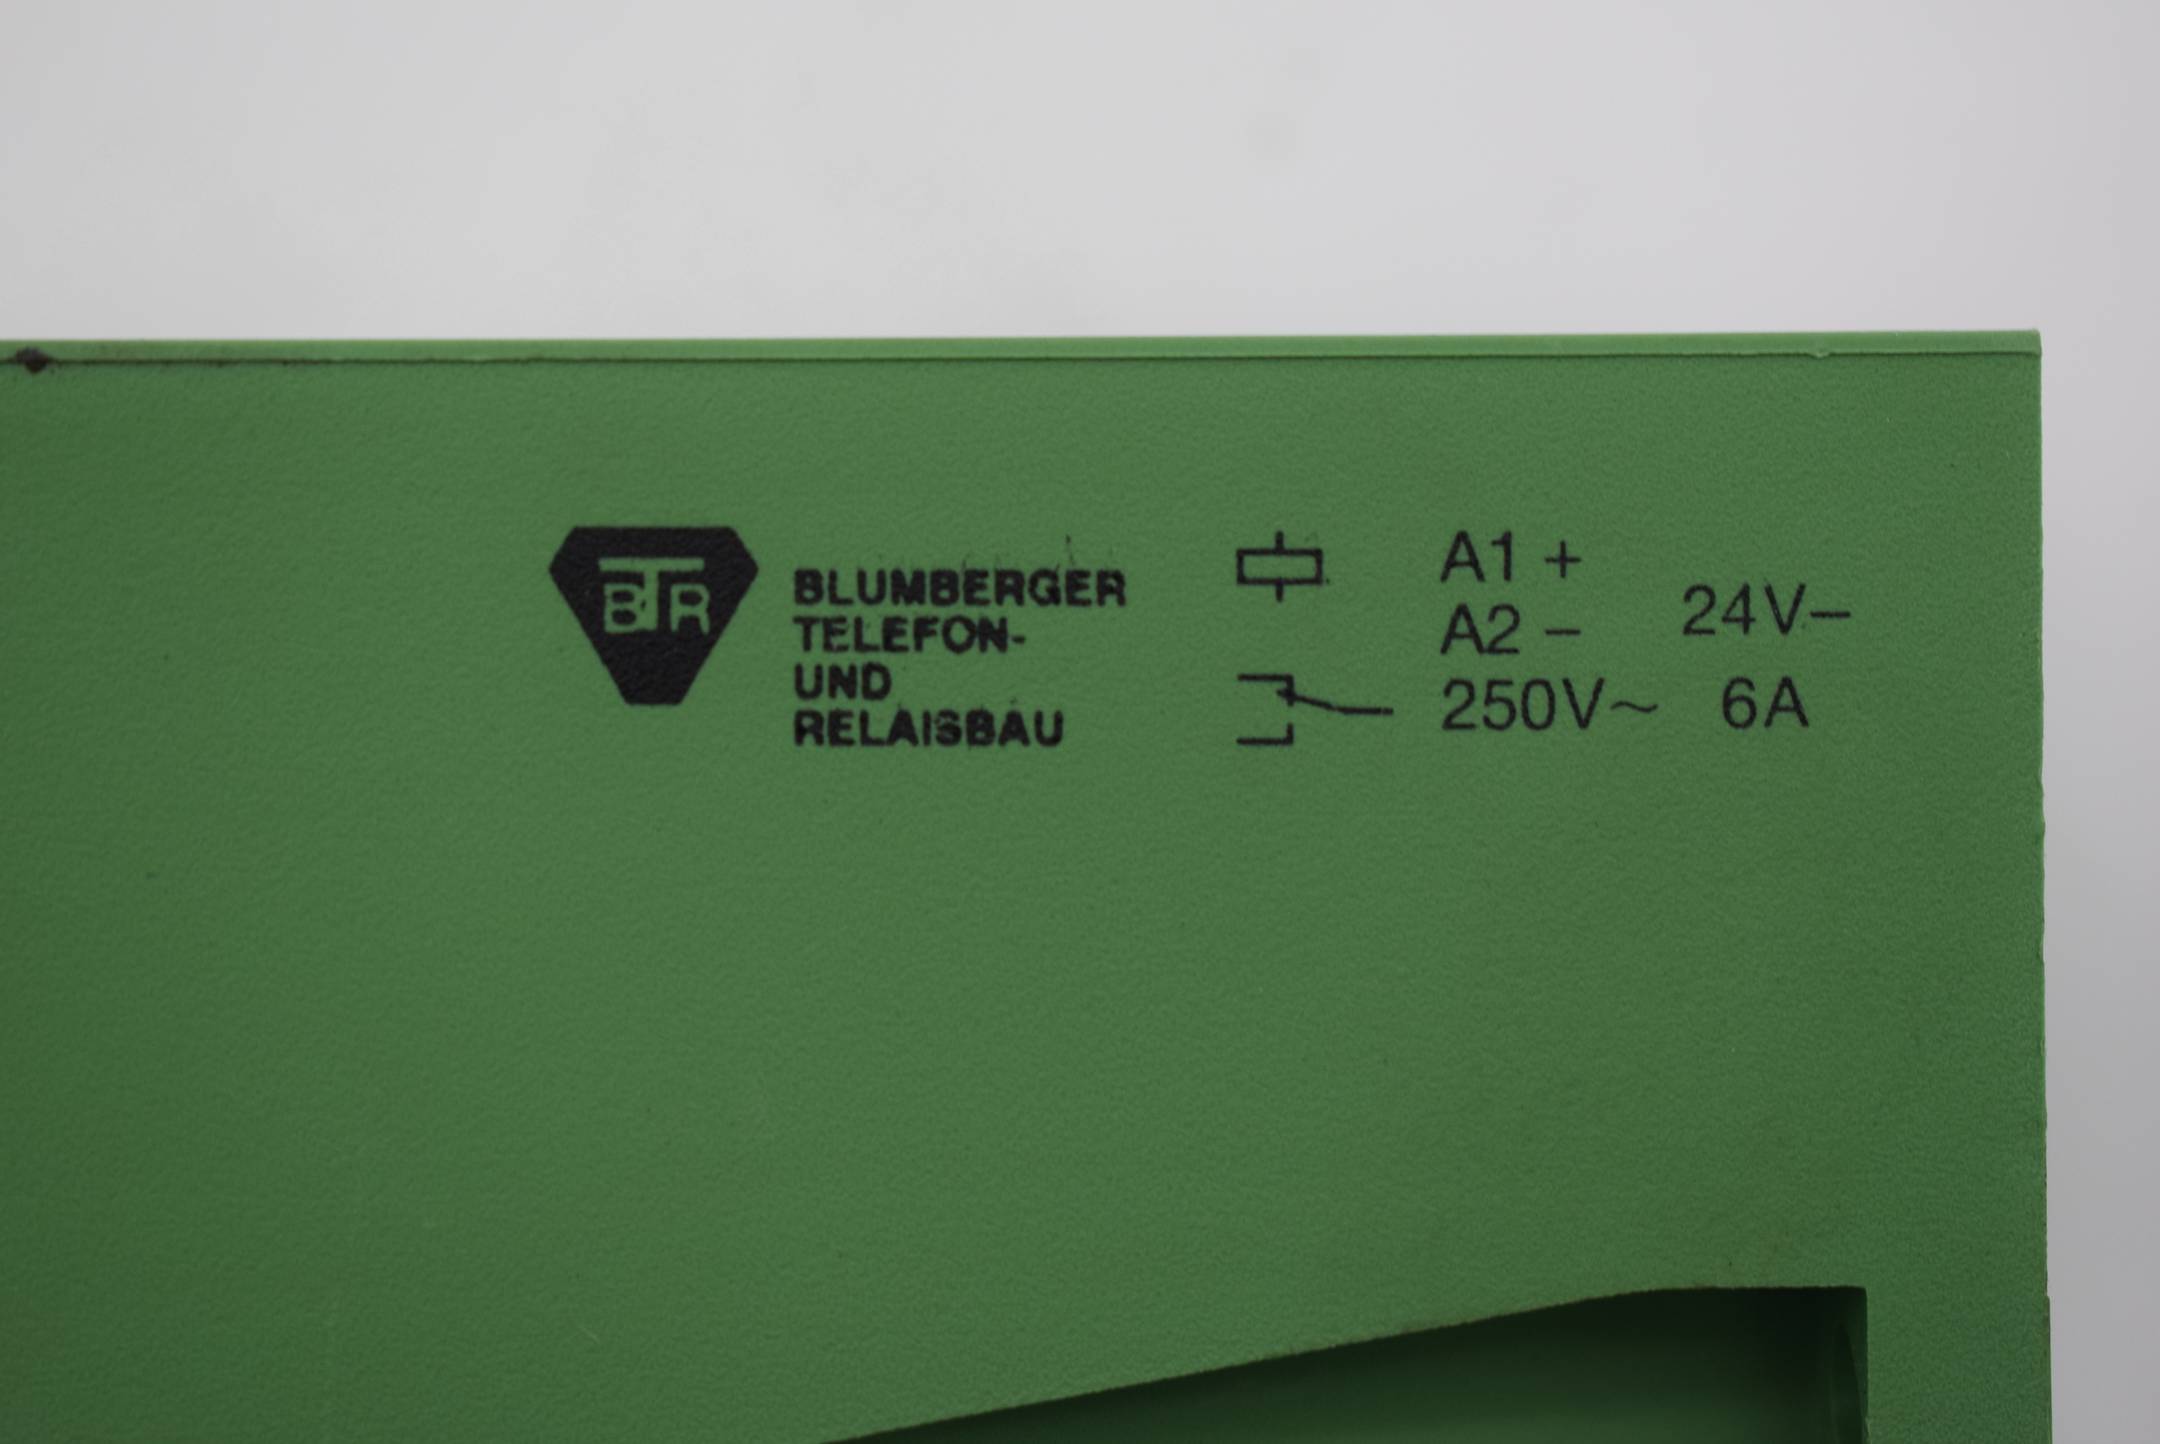 BTR
BLUMBERGER
TELEFON-
UND
RELAISBAU
A1 +
A2 –
24V–
250V~ 6A